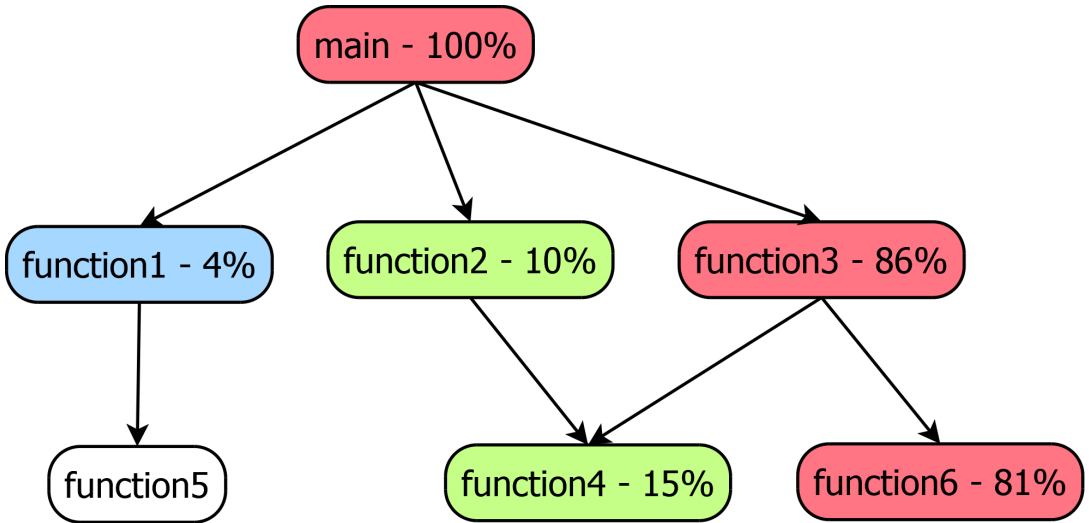 main - 100%
function1 - 4%
function2 - 10%
function3 - 86%
function5
function4 - 15%
function6 - 81%